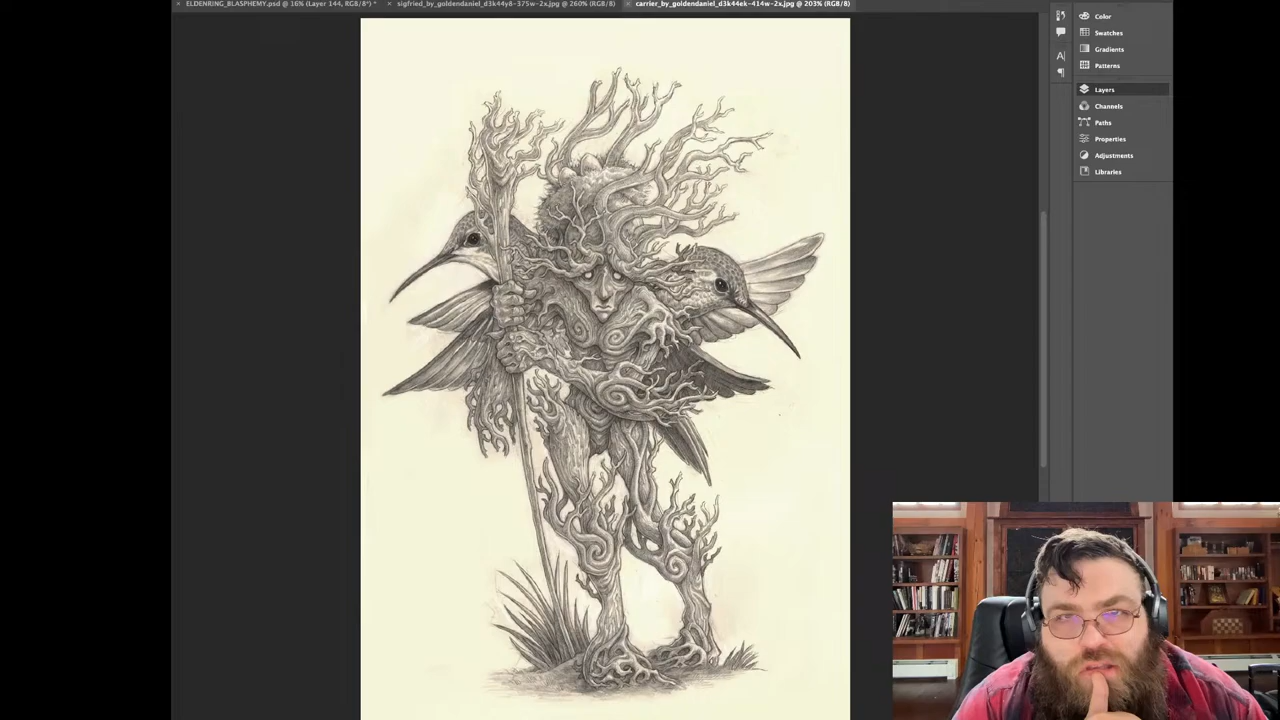 ELDENRING_BLASPHEMY.psd @ 16% (Layer 144, RGB/8*) *
sigfried_by_goldendaniel_d3k44y8-375w-2x.jpg @ 260% (RGB/8)
carrier_by_goldendaniel_d3k44ek-414w-2x.jpg @ 203% (RGB/8)
Color
Swatches
Gradients
Patterns
Layers
Channels
Paths
Properties
Adjustments
Libraries